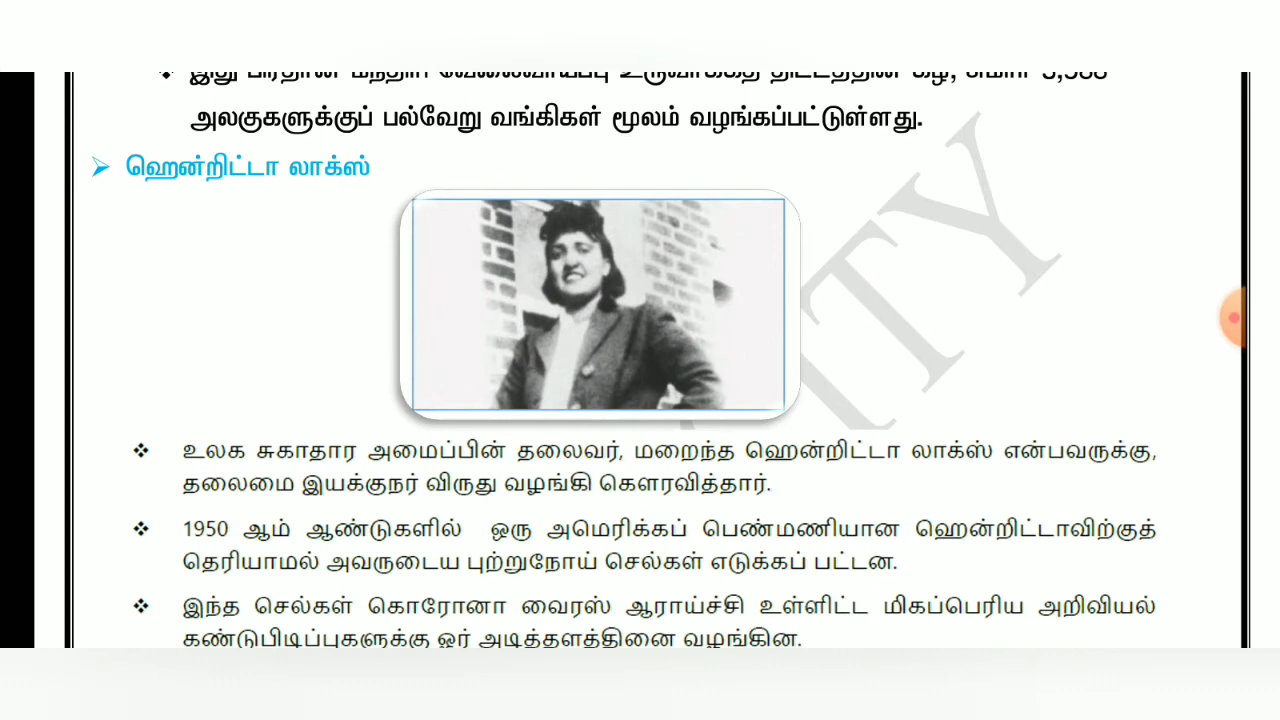 அலகுகளுக்குப் பல்வேறு வங்கிகள் மூலம் வழங்கப்பட்டுள்ளது.
ஹென்றிட்டா லாக்ஸ்
உலக சுகாதார அமைப்பின் தலைவர், மறைந்த ஹென்றிட்டா லாக்ஸ் என்பவருக்கு,
தலைமை இயக்குநர் விருது வழங்கி கௌரவித்தார்.
1950 ஆம் ஆண்டுகளில் ஒரு அமெரிக்கப் பெண்மணியான ஹென்றிட்டாவிற்குத்
தெரியாமல் அவருடைய புற்றுநோய் செல்கள் எடுக்கப் பட்டன.
இந்த செல்கள் கொரோனா வைரஸ் ஆராய்ச்சி உள்ளிட்ட மிகப்பெரிய அறிவியல்
கண்டுபிடிப்புகளுக்கு ஓர் அடித்தளத்தினை வழங்கின.
ITY